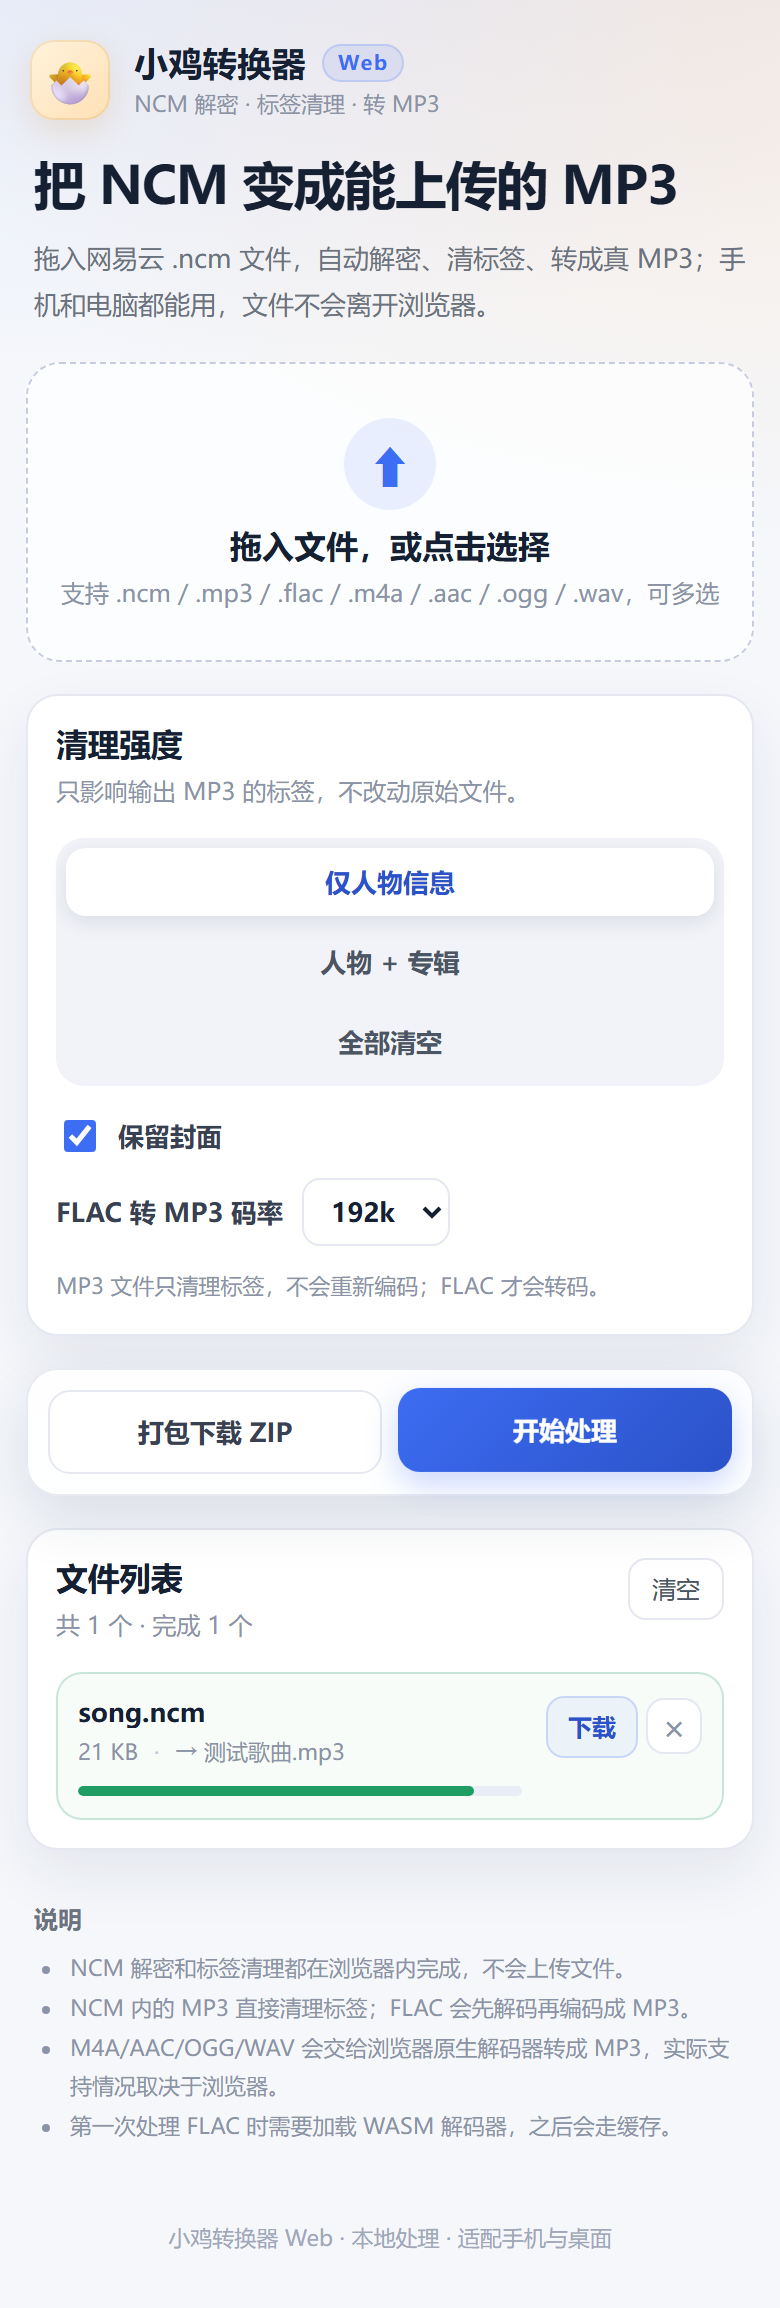 小鸡转换器 Web
NCM 解密 · 标签清理 · 转 MP3
把 NCM 变成能上传的 MP3
拖入网易云 .ncm 文件，自动解密、清标签、转成真 MP3；手
机和电脑都能用，文件不会离开浏览器。
拖入文件，或点击选择
支持 .ncm / .mp3 / .flac / .m4a / .aac / .ogg / .wav，可多选
清理强度
只影响输出 MP3 的标签，不改动原始文件。
仅人物信息
人物 + 专辑
全部清空
保留封面
FLAC 转 MP3 码率 192k
MP3 文件只清理标签，不会重新编码；FLAC 才会转码。
打包下载 ZIP 开始处理
文件列表 清空
共 1 个 · 完成 1 个
song.ncm 下载 ×
21 KB · → 测试歌曲.mp3
说明
• NCM 解密和标签清理都在浏览器内完成，不会上传文件。
• NCM 内的 MP3 直接清理标签；FLAC 会先解码再编码成 MP3。
• M4A/AAC/OGG/WAV 会交给浏览器原生解码器转成 MP3，实际支
持情况取决于浏览器。
• 第一次处理 FLAC 时需要加载 WASM 解码器，之后会走缓存。
小鸡转换器 Web · 本地处理 · 适配手机与桌面